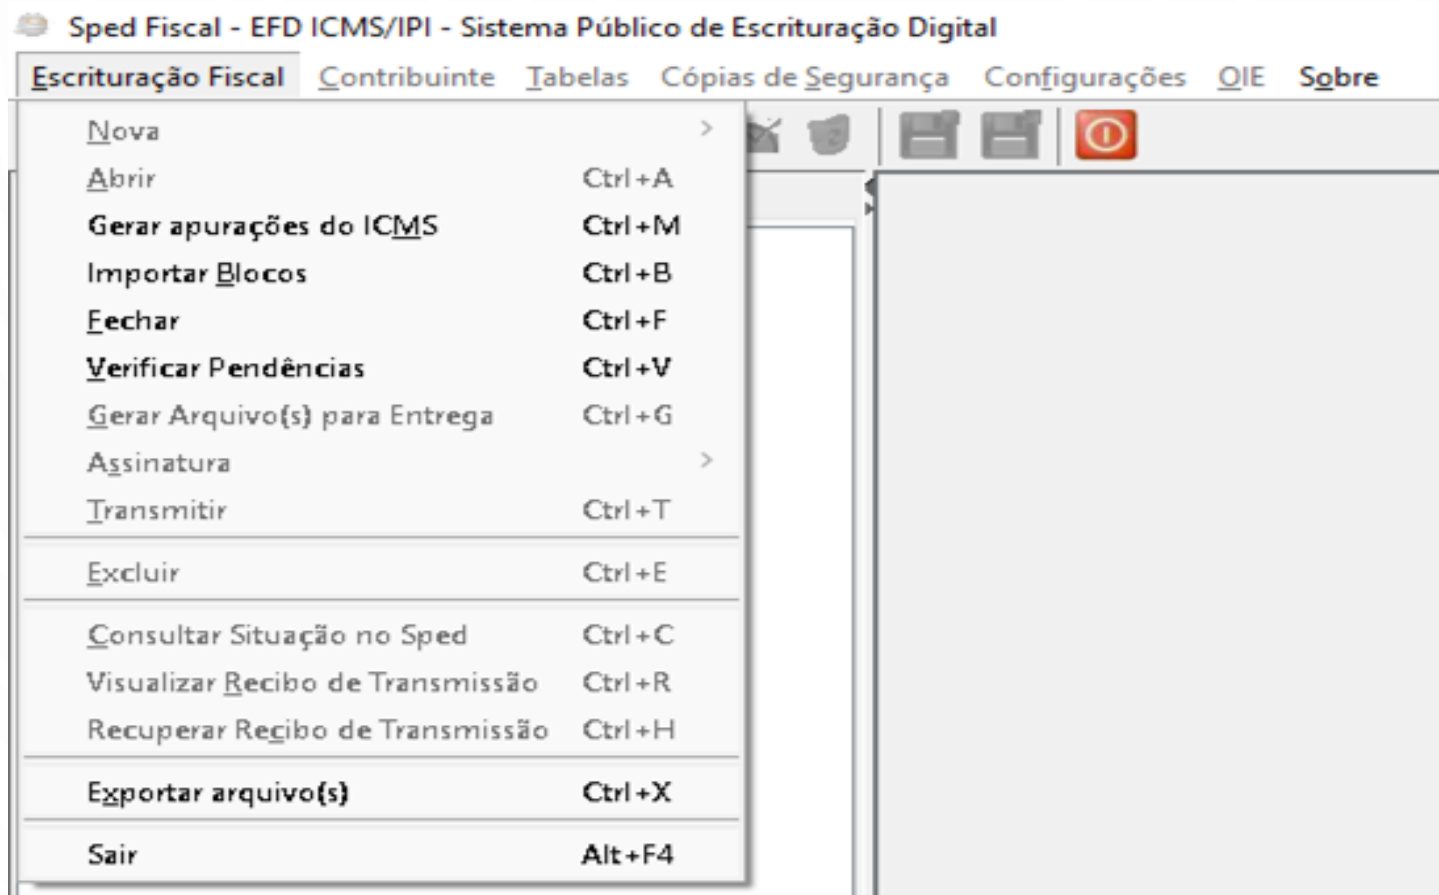 Sped Fiscal - EFD ICMS/IPI - Sistema Público de Escrituração Digital
Escrituração Fiscal Contribuinte Tabelas Cópias de Segurança Configurações OIE Sobre
Nova >
Abrir Ctrl+A
Gerar apurações do ICMS Ctrl+M
Importar Blocos Ctrl+B
Fechar Ctrl+F
Verificar Pendências Ctrl+V
Gerar Arquivo(s) para Entrega Ctrl+G
Assinatura >
Transmitir Ctrl+T
Excluir Ctrl+E
Consultar Situação no Sped Ctrl+C
Visualizar Recibo de Transmissão Ctrl+R
Recuperar Recibo de Transmissão Ctrl+H
Exportar arquivo(s) Ctrl+X
Sair Alt+F4